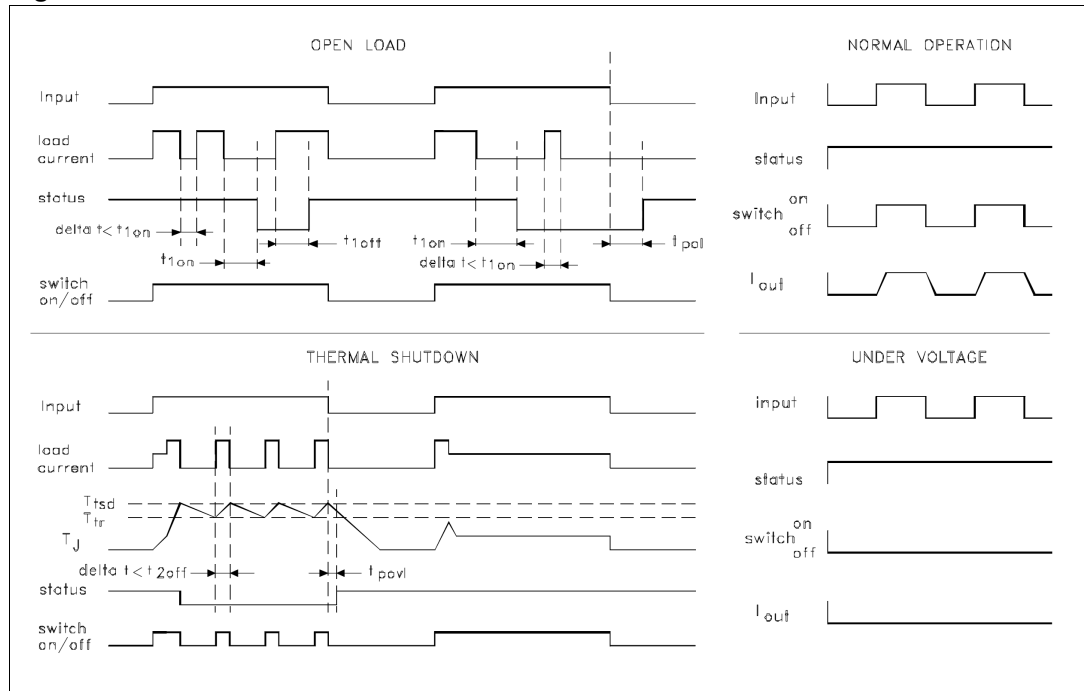 OPEN LOAD
Input
load
current
status
delta t< t1on
t1on
t1off
t1on
delta t< t1on
tpol
switch
on/off
NORMAL OPERATION
Input
status
switch on
off
Iout
THERMAL SHUTDOWN
Input
load
current
Ttsd
Ttr
TJ
delta t< t2off
tpovl
status
switch
on/off
UNDER VOLTAGE
input
status
switch on
off
Iout